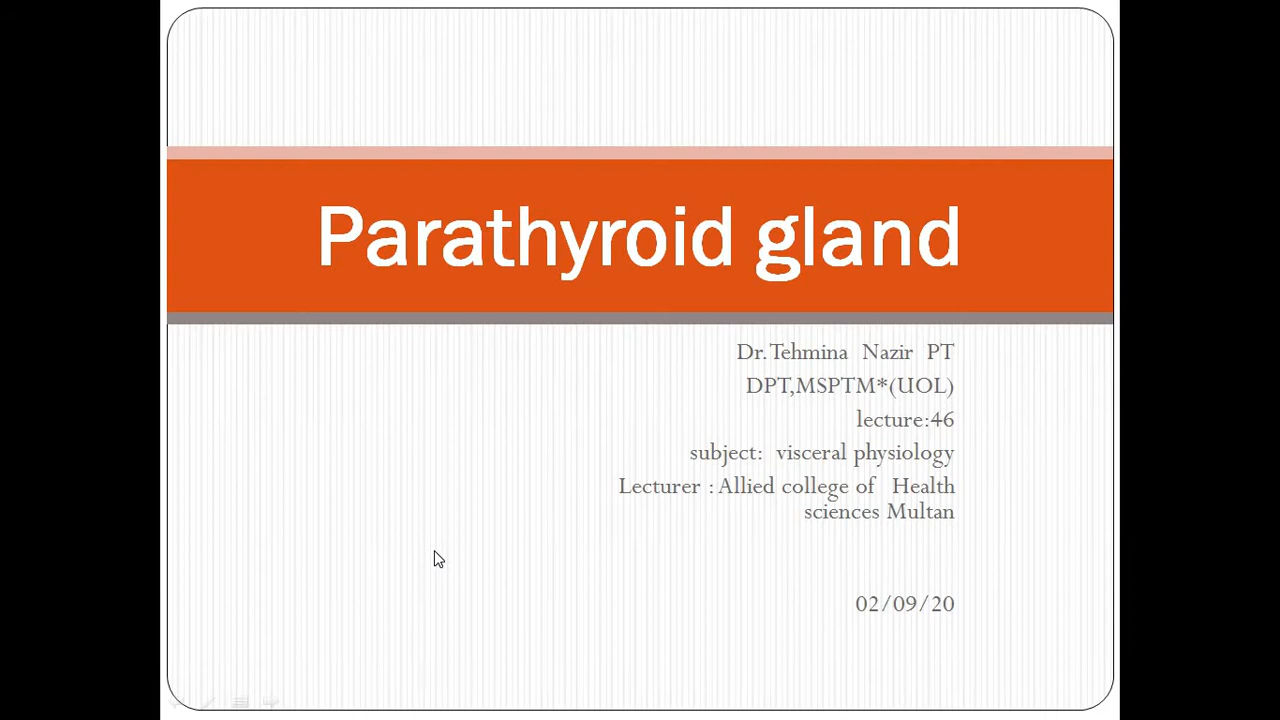 Parathyroid gland
Dr.Tehmina Nazir PT
DPT,MSPTM*(UOL)
lecture:46
subject: visceral physiology
Lecturer : Allied college of Health
sciences Multan
02/09/20